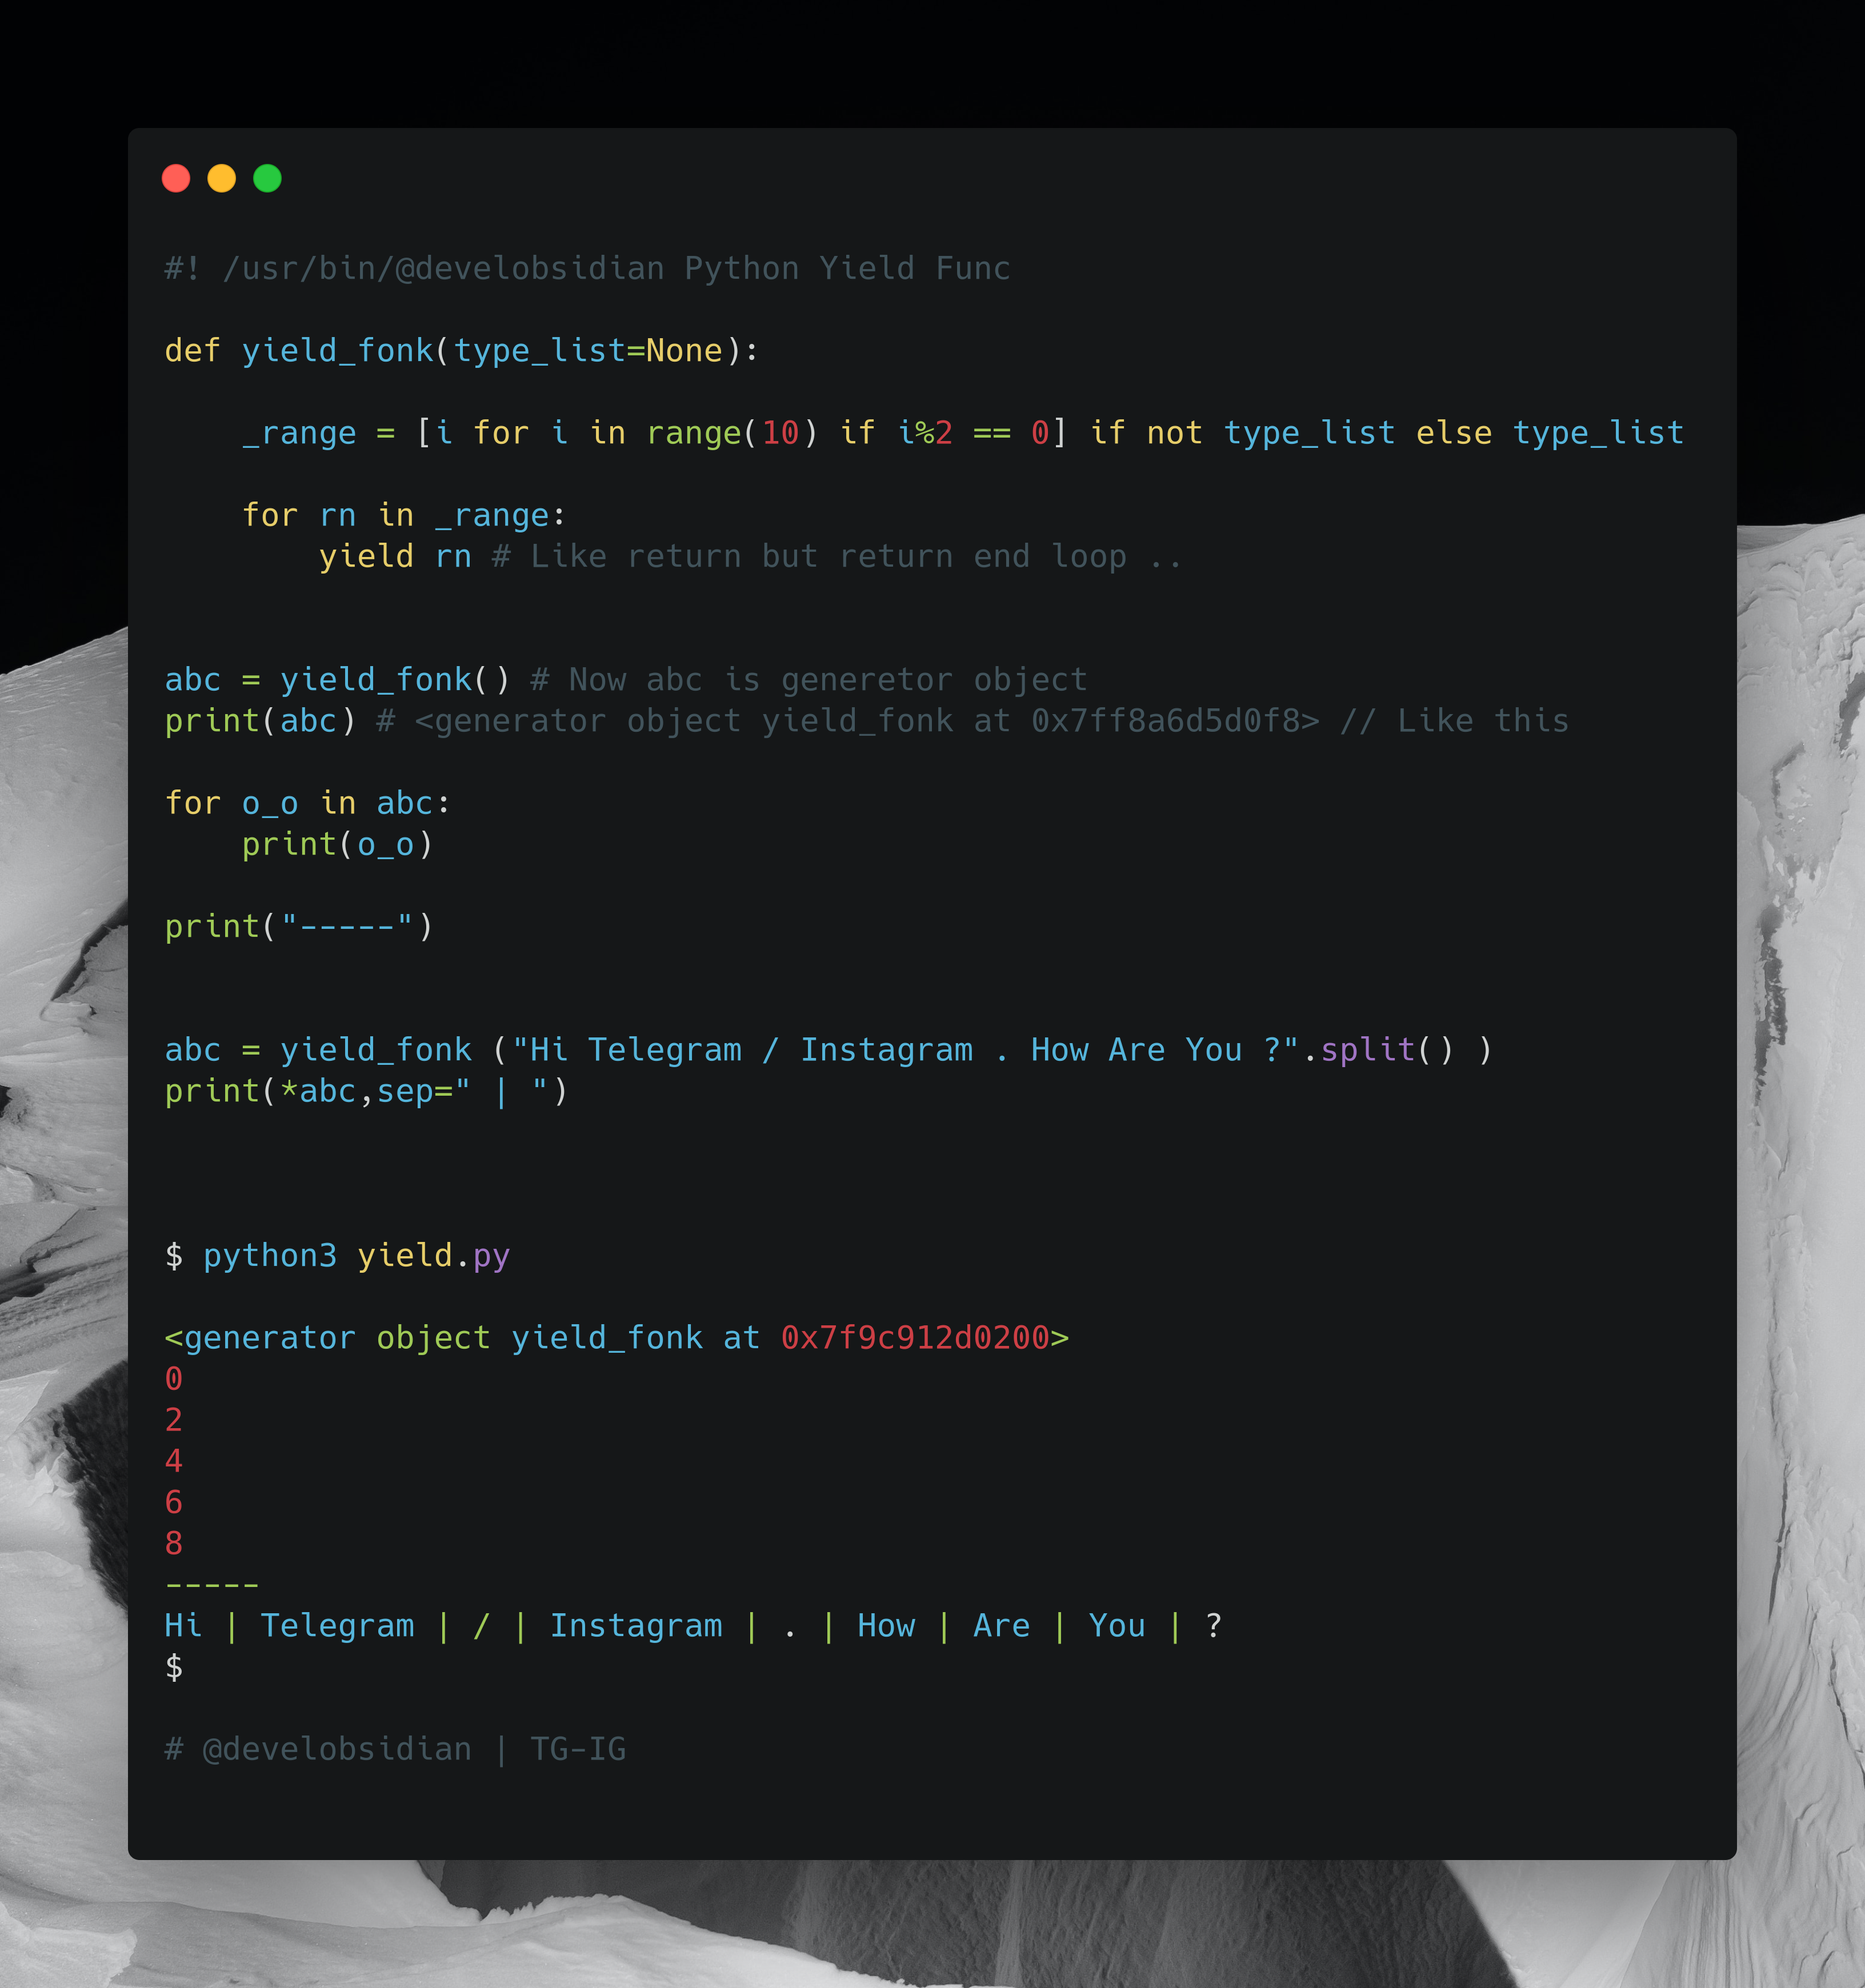 #! /usr/bin/@develobsidian Python Yield Func
def yield_fonk(type_list=None):
    _range = [i for i in range(10) if i%2 == 0] if not type_list else type_list
    for rn in _range:
        yield rn # Like return but return end loop ..
abc = yield_fonk() # Now abc is generetor object
print(abc) # <generator object yield_fonk at 0x7ff8a6d5d0f8> // Like this
for o_o in abc:
    print(o_o)
print("-----")
abc = yield_fonk ("Hi Telegram / Instagram . How Are You ?".split() )
print(*abc,sep=" | ")
$ python3 yield.py
<generator object yield_fonk at 0x7f9c912d0200>
0
2
4
6
8
-----
Hi | Telegram | / | Instagram | . | How | Are | You | ?
$
# @develobsidian | TG-IG